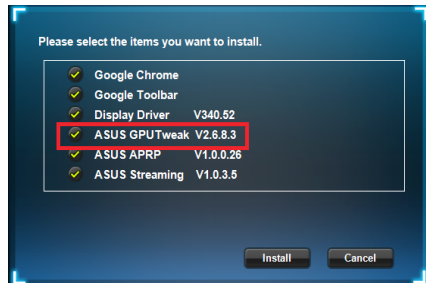 Please select the items you want to install.
Google Chrome
Google Toolbar
Display Driver V340.52
ASUS GPUTweak V2.6.8.3
ASUS APRP V1.0.0.26
ASUS Streaming V1.0.3.5
Install Cancel